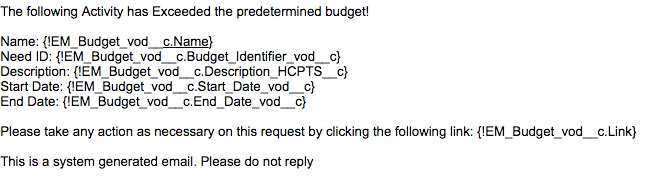 The following Activity has Exceeded the predetermined budget!
Name: {!EM_Budget_vod__c.Name}
Need ID: {!EM_Budget_vod__c.Budget_Identifier_vod__c}
Description: {!EM_Budget_vod__c.Description_HCPTS__c}
Start Date: {!EM_Budget_vod__c.Start_Date_vod__c}
End Date: {!EM_Budget_vod__c.End_Date_vod__c}
Please take any action as necessary on this request by clicking the following link: {!EM_Budget_vod__c.Link}
This is a system generated email. Please do not reply